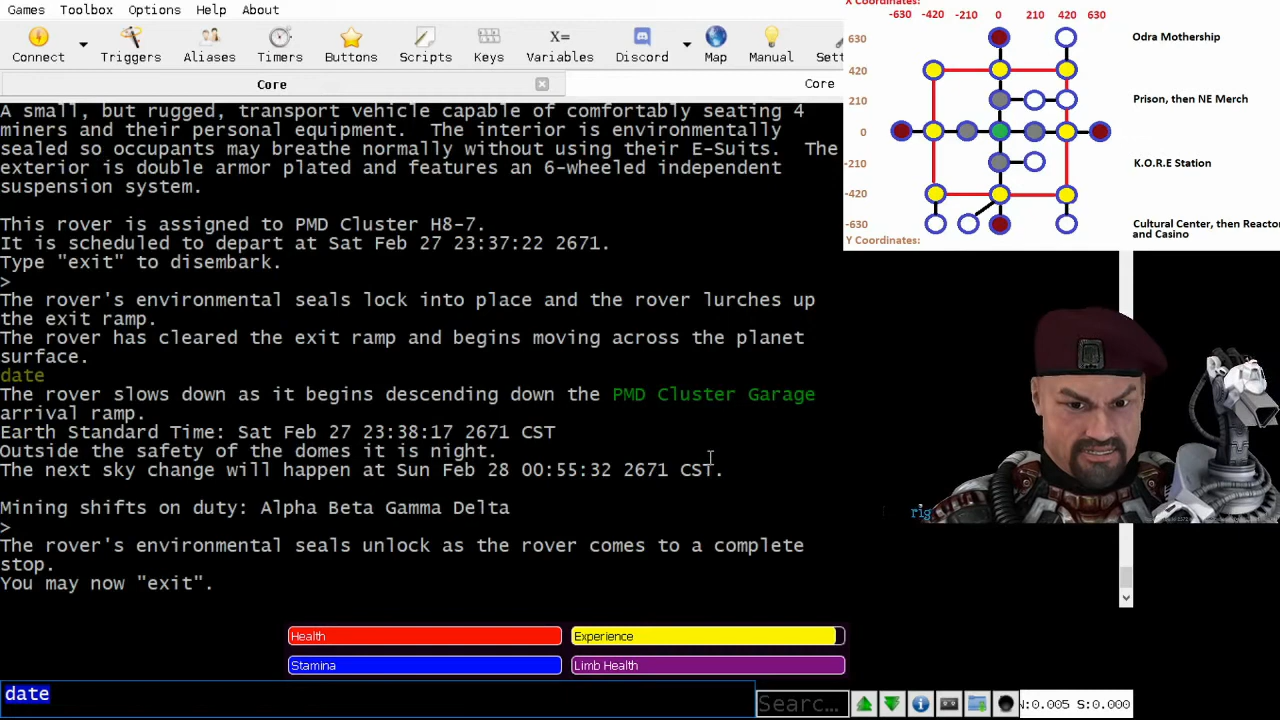 Games Toolbox Options Help About
Connect Triggers Aliases Timers Buttons Scripts Keys Variables Discord Map Manual
Core
Core
A small, but rugged, transport vehicle capable of comfortably seating 4
miners and their personal equipment. The interior is environmentally
sealed so occupants may breathe normally without using their E-Suits. The
exterior is double armor plated and features an 6-wheeled independent
suspension system.
This rover is assigned to PMD Cluster H8-7.
It is scheduled to depart at Sat Feb 27 23:37:22 2671.
Type "exit" to disembark.
>
The rover's environmental seals lock into place and the rover lurches up
the exit ramp.
The rover has cleared the exit ramp and begins moving across the planet
surface.
date
The rover slows down as it begins descending down the PMD Cluster Garage
arrival ramp.
Earth Standard Time: Sat Feb 27 23:38:17 2671 CST
Outside the safety of the domes it is night.
The next sky change will happen at Sun Feb 28 00:55:32 2671 CST.
Mining shifts on duty: Alpha Beta Gamma Delta
>
The rover's environmental seals unlock as the rover comes to a complete
stop.
You may now "exit".
Health
Experience
Stamina
Limb Health
date
Searc...
N:0.005 S:0.000
X Coordinates:
-630 -420 -210 0 210 420 630
630
Odra Mothership
420
210
Prison, then NE Merch
0
-210
K.O.R.E Station
-420
-630
Cultural Center, then Reactor
and Casino
Y Coordinates:
rig